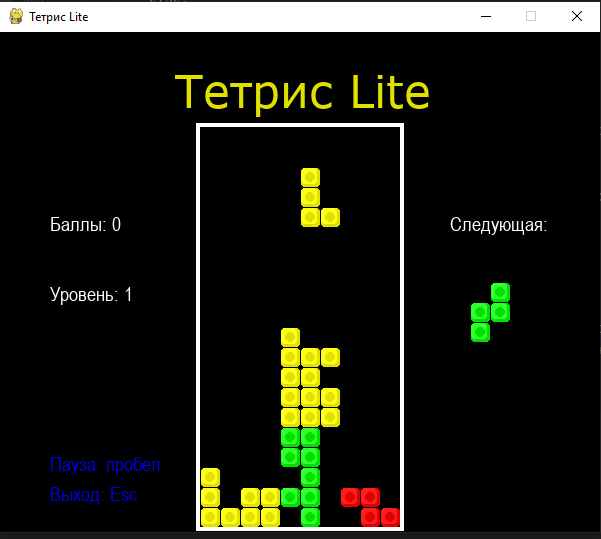 Тетрис Lite
Тетрис Lite
Баллы: 0
Следующая:
Уровень: 1
Пауза: пробел
Выход: Esc